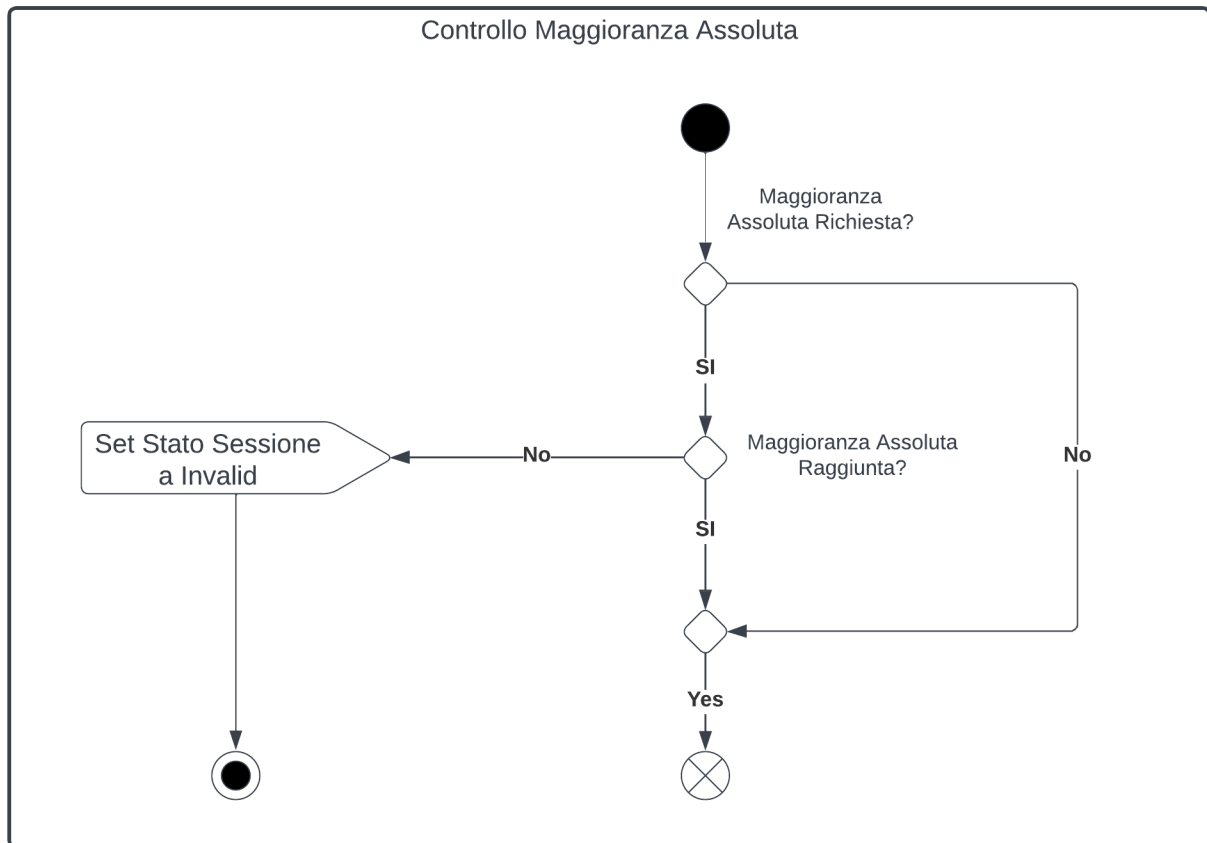 Controllo Maggioranza Assoluta
Maggioranza
Assoluta Richiesta?
SI
Set Stato Sessione
a Invalid
No
Maggioranza Assoluta
Raggiunta?
No
SI
Yes